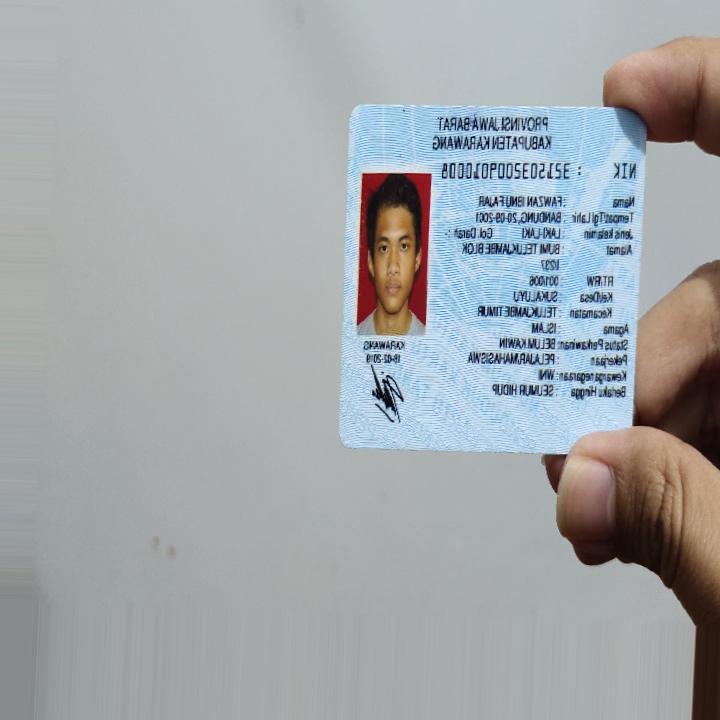 PROVINSI JAWA BARAT
KABUPATEN KARAWANG
NIK : 3215032009010008
Nama : FAWZAN IBNU FAJAR
Tempat/Tgl Lahir : BANDUNG, 20-09-2001
Jenis kelamin : LAKI-LAKI Gol. Darah : -
Alamat : BUMI TELUKJAMBE BLOK
RT/RW : 001/006
Kel/Desa : SUKALUYU
Kecamatan : TELUKJAMBE TIMUR
Agama : ISLAM
Status Perkawinan: BELUM KAWIN
Pekerjaan : PELAJAR/MAHASISWA
Kewarganegaraan: WNI
Berlaku Hingga : SEUMUR HIDUP
KARAWANG
18-02-2019